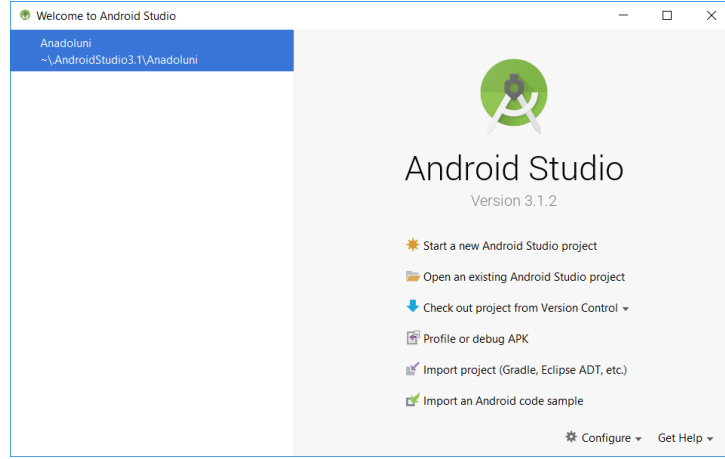 Welcome to Android Studio
Anadoluni
~\.AndroidStudio3.1\Anadoluni
Android Studio
Version 3.1.2
Start a new Android Studio project
Open an existing Android Studio project
Check out project from Version Control
Profile or debug APK
Import project (Gradle, Eclipse ADT, etc.)
Import an Android code sample
Configure Get Help